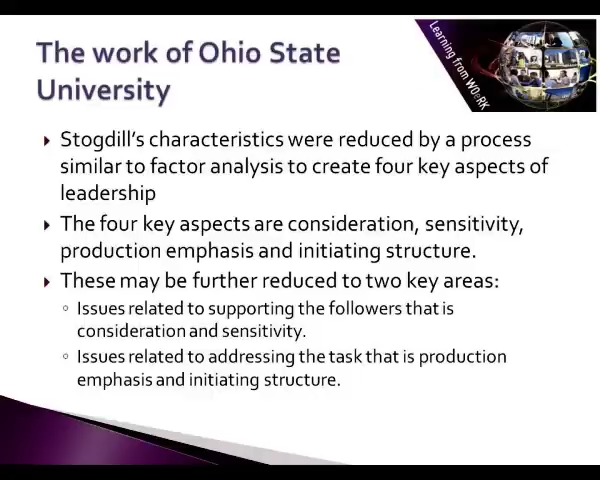 The work of Ohio State
University
Learning from WOeRK
Stogdill's characteristics were reduced by a process
similar to factor analysis to create four key aspects of
leadership
The four key aspects are consideration, sensitivity,
production emphasis and initiating structure.
These may be further reduced to two key areas:
Issues related to supporting the followers that is
consideration and sensitivity.
Issues related to addressing the task that is production
emphasis and initiating structure.